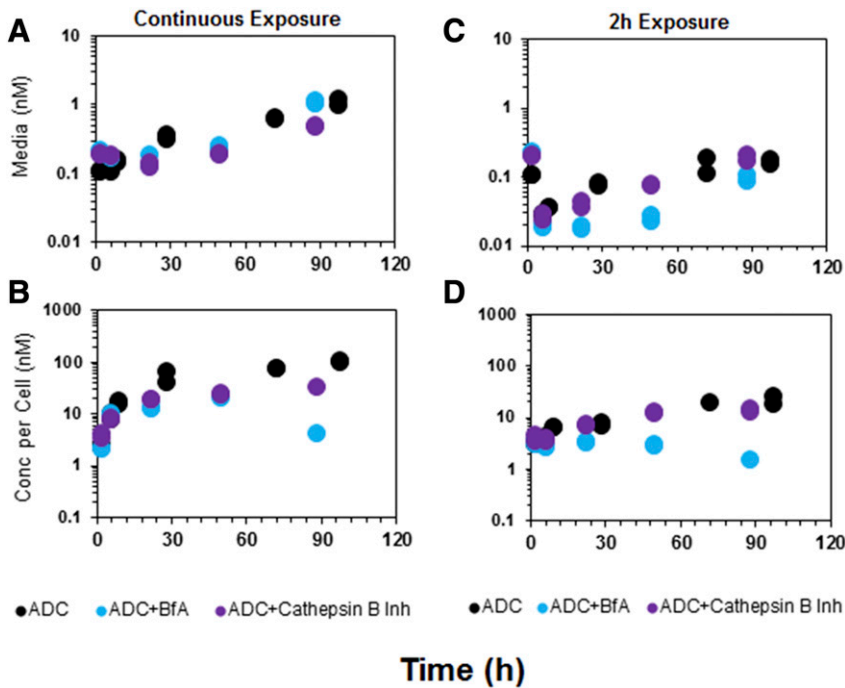 A
Continuous Exposure
Media (nM)
10
1
0.1
0.01
0 30 60 90 120
C
2h Exposure
10
1
0.1
0.01
0 30 60 90 120
B
Conc per Cell (nM)
1000
100
10
1
0.1
0 30 60 90 120
D
1000
100
10
1
0.1
0 30 60 90 120
ADC ADC+BfA ADC+Cathepsin B Inh
ADC ADC+BfA ADC+Cathepsin B Inh
Time (h)